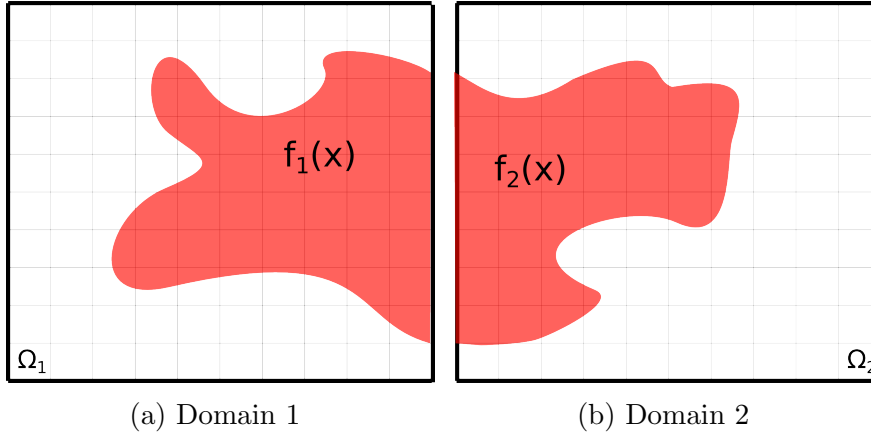 f₁(x)
f₂(x)
Ω₁
Ω₂
(a) Domain 1
(b) Domain 2